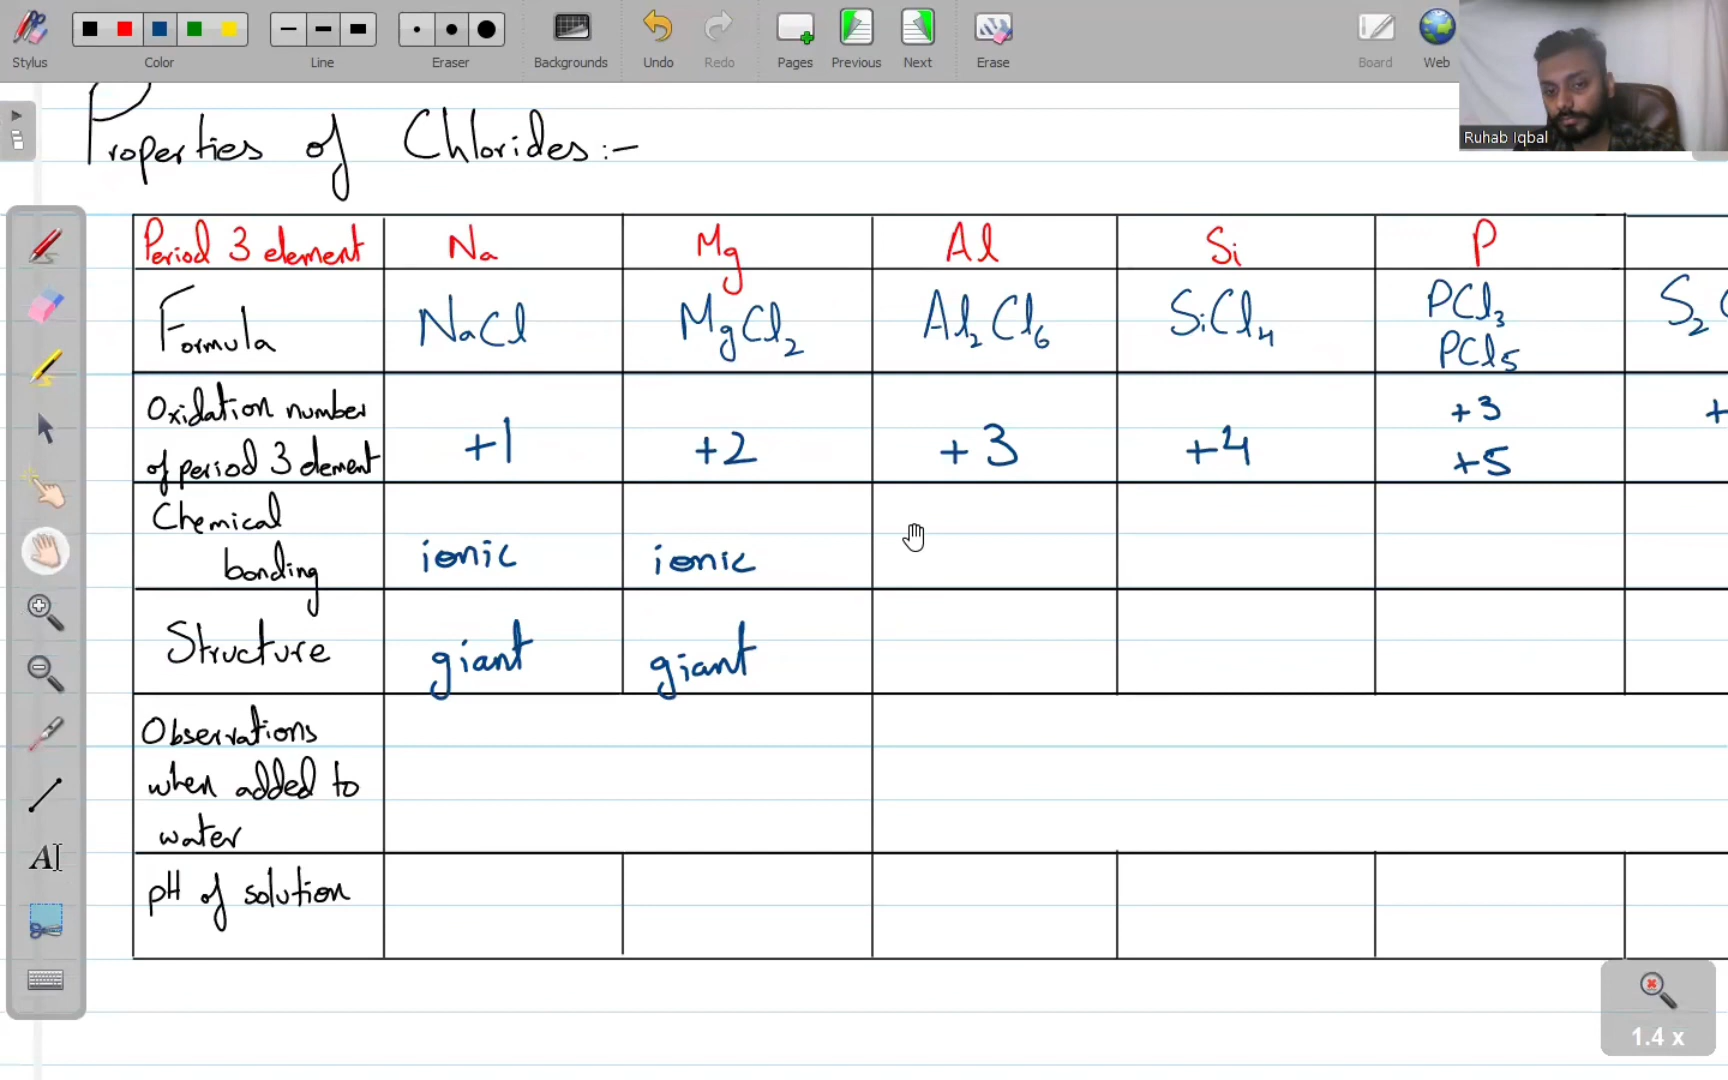 Stylus
Color
Line
Eraser
Backgrounds
Undo
Redo
Pages
Previous
Next
Erase
Board
Web
Ruhab Iqbal
Properties of Chlorides:-
Period 3 element Na Mg Al Si P
Formula NaCl MgCl₂ Al₂Cl₆ SiCl₄ PCl₃ S₂
PCl₅
Oxidation number +3 +
of period 3 element +1 +2 +3 +4 +5
Chemical
bonding ionic ionic
Structure giant giant
Observations
when added to
water
pH of solution
AI
1.4 x